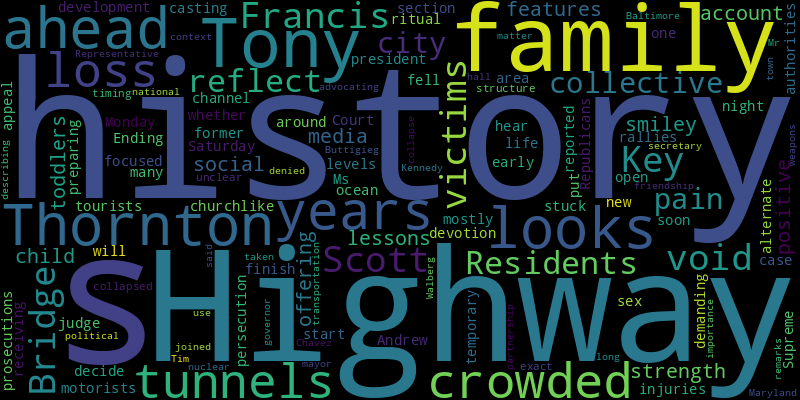 development
casting
Francis
ritual
section
Baltimore
one
account
ahead
Representative
context
Tony
city
features
Mr
family
matter
town
authorities
loss
reflect
president
advocating
hall
area
collective
appeal
timing
national
channel
fell
structure
night
history
toddlers
preparing
Monday
whether
former
around
Court
victims
hear
reported
Republicans
smiley
weapons
Ending
Saturday
media
Buttigieg
collapse
life
put
rallies
describing
many
focused
social
levels
early
Key
secretary
unclear
Ms
denied
Kennedy
open
friendship
pain
positive
tourists
churchlike
years
ocean
mostly
stuck
new
alternate
Thornton
lessons
devotion
looks
soon
child
will
said
offering
transportation
Scott
Residents
void
case
Bridge
s
Highway
collapsed
persecution
finish
Walberg
temporary
sex
demanding
importance
prosecutions
receiving
judge
political
use
taken
governor
start
Andrew
partnership
Supreme
remarks
decide
joined
Tim
Chavez
mayor
long
motorists
nuclear
tunnels
crowded
exact
strength
injuries
Maryland